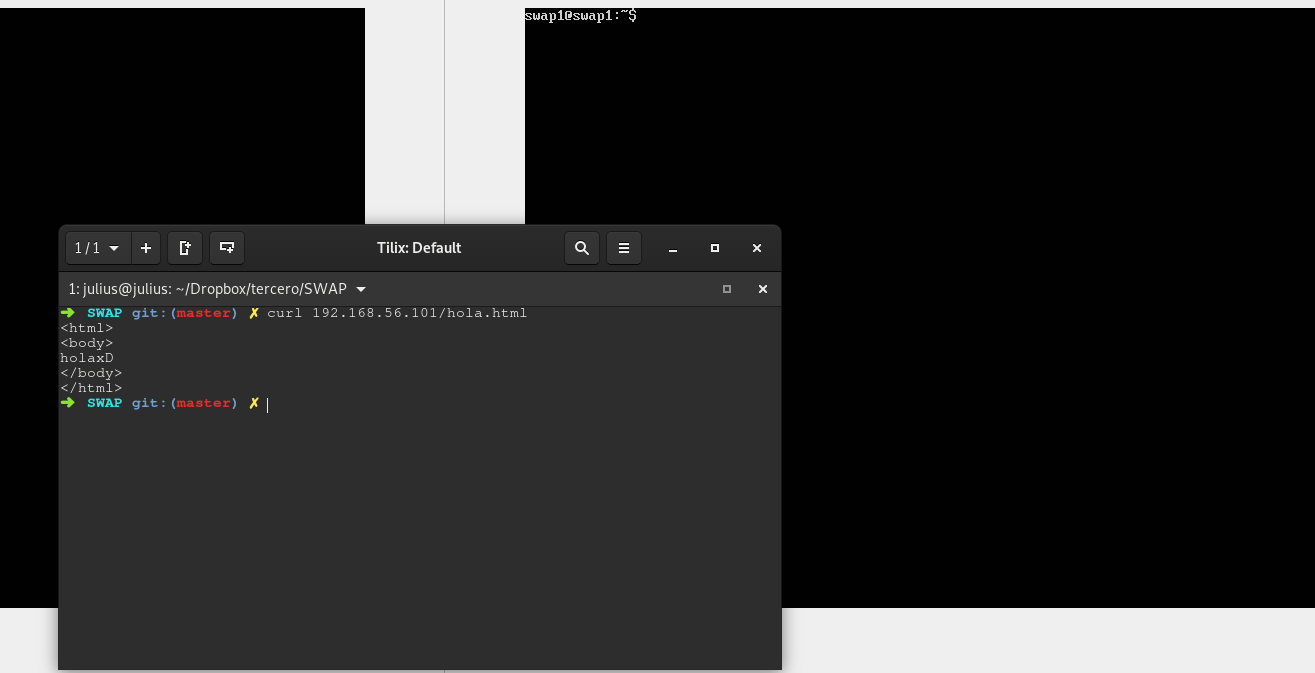 swap1@swap1:~$
1 / 1
Tilix: Default
1: julius@julius: ~/Dropbox/tercero/SWAP
➜ SWAP git:(master) ✗ curl 192.168.56.101/hola.html
<html>
<body>
holaxD
</body>
</html>
➜ SWAP git:(master) ✗